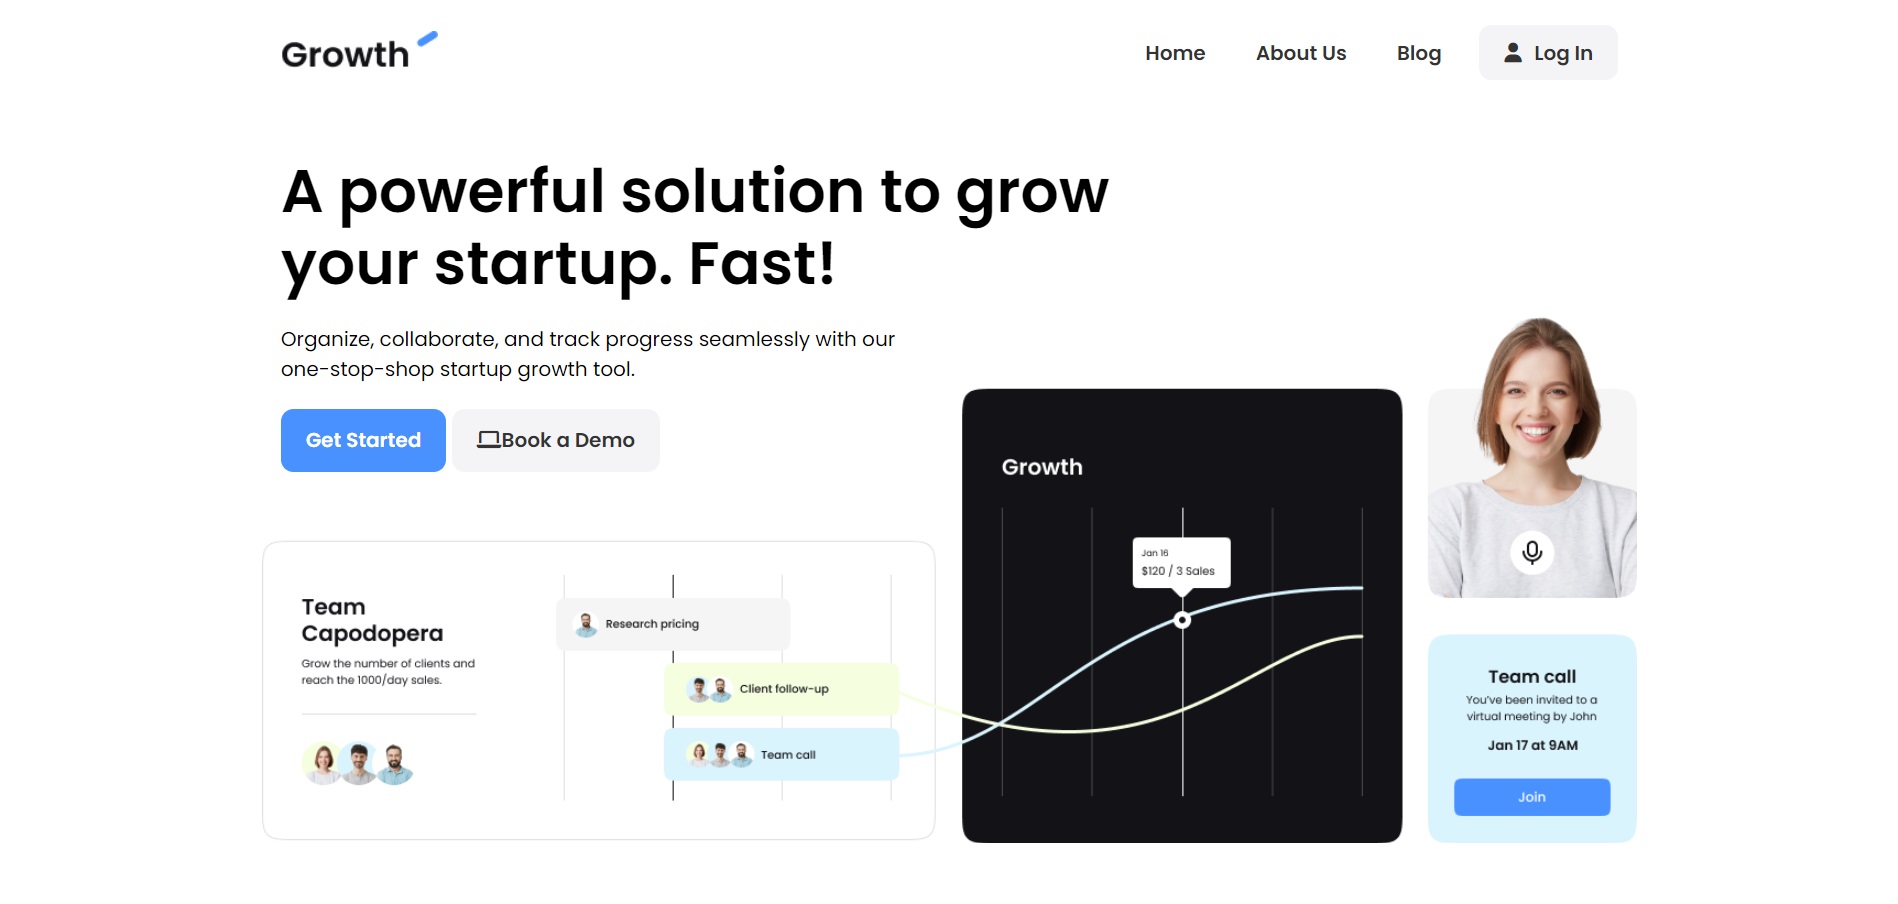 Growth
Home
About Us
Blog
Log In
A powerful solution to grow
your startup. Fast!
Organize, collaborate, and track progress seamlessly with our
one-stop-shop startup growth tool.
Get Started
Book a Demo
Team
Capodopera
Grow the number of clients and
reach the 1000/day sales.
Research pricing
Client follow-up
Team call
Growth
Jan 16
$120 / 3 Sales
Team call
You've been invited to a
virtual meeting by John
Jan 17 at 9AM
Join